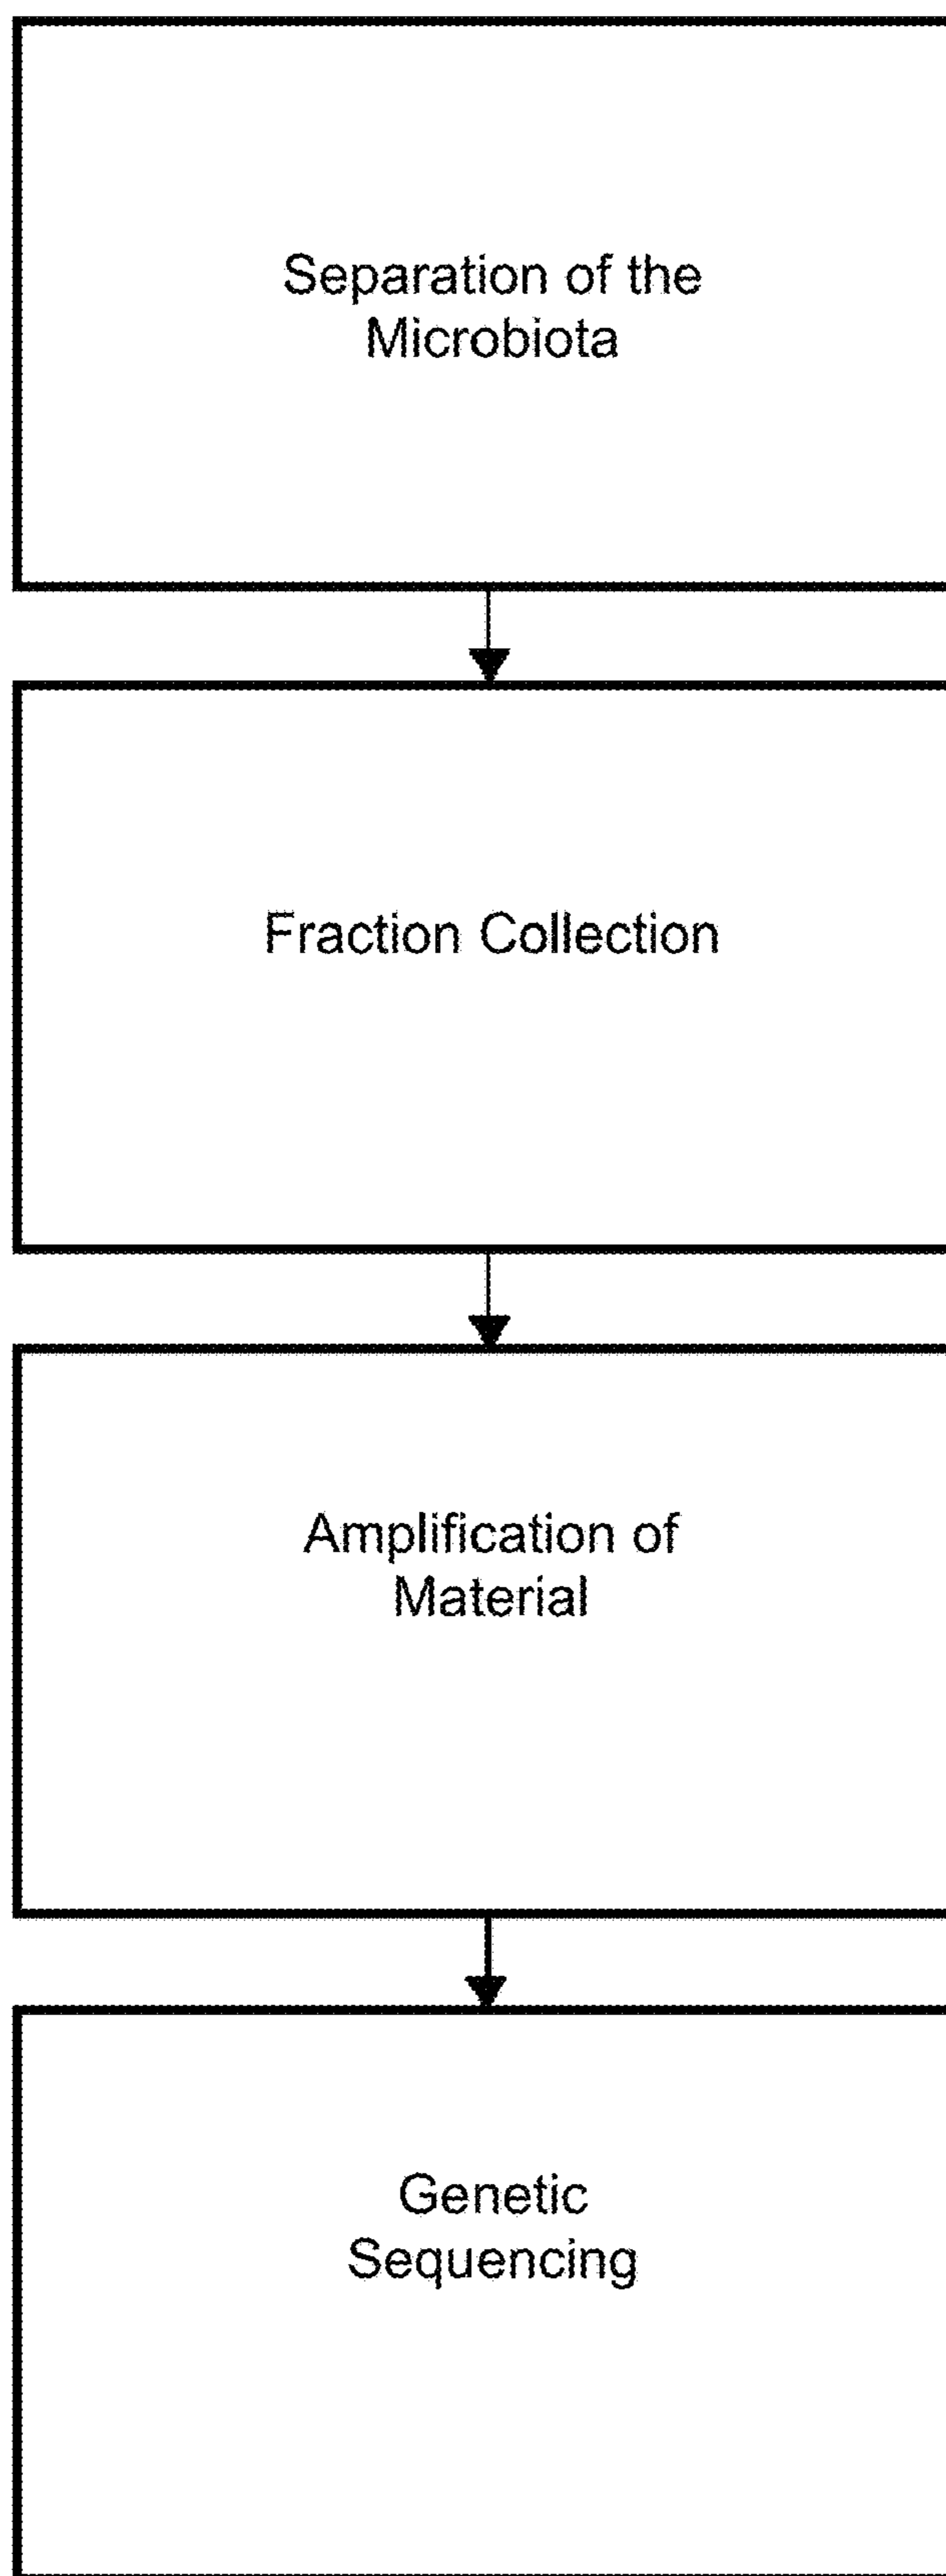 Separation of the
Microbiota
Fraction Collection
Amplification of
Material
Genetic
Sequencing